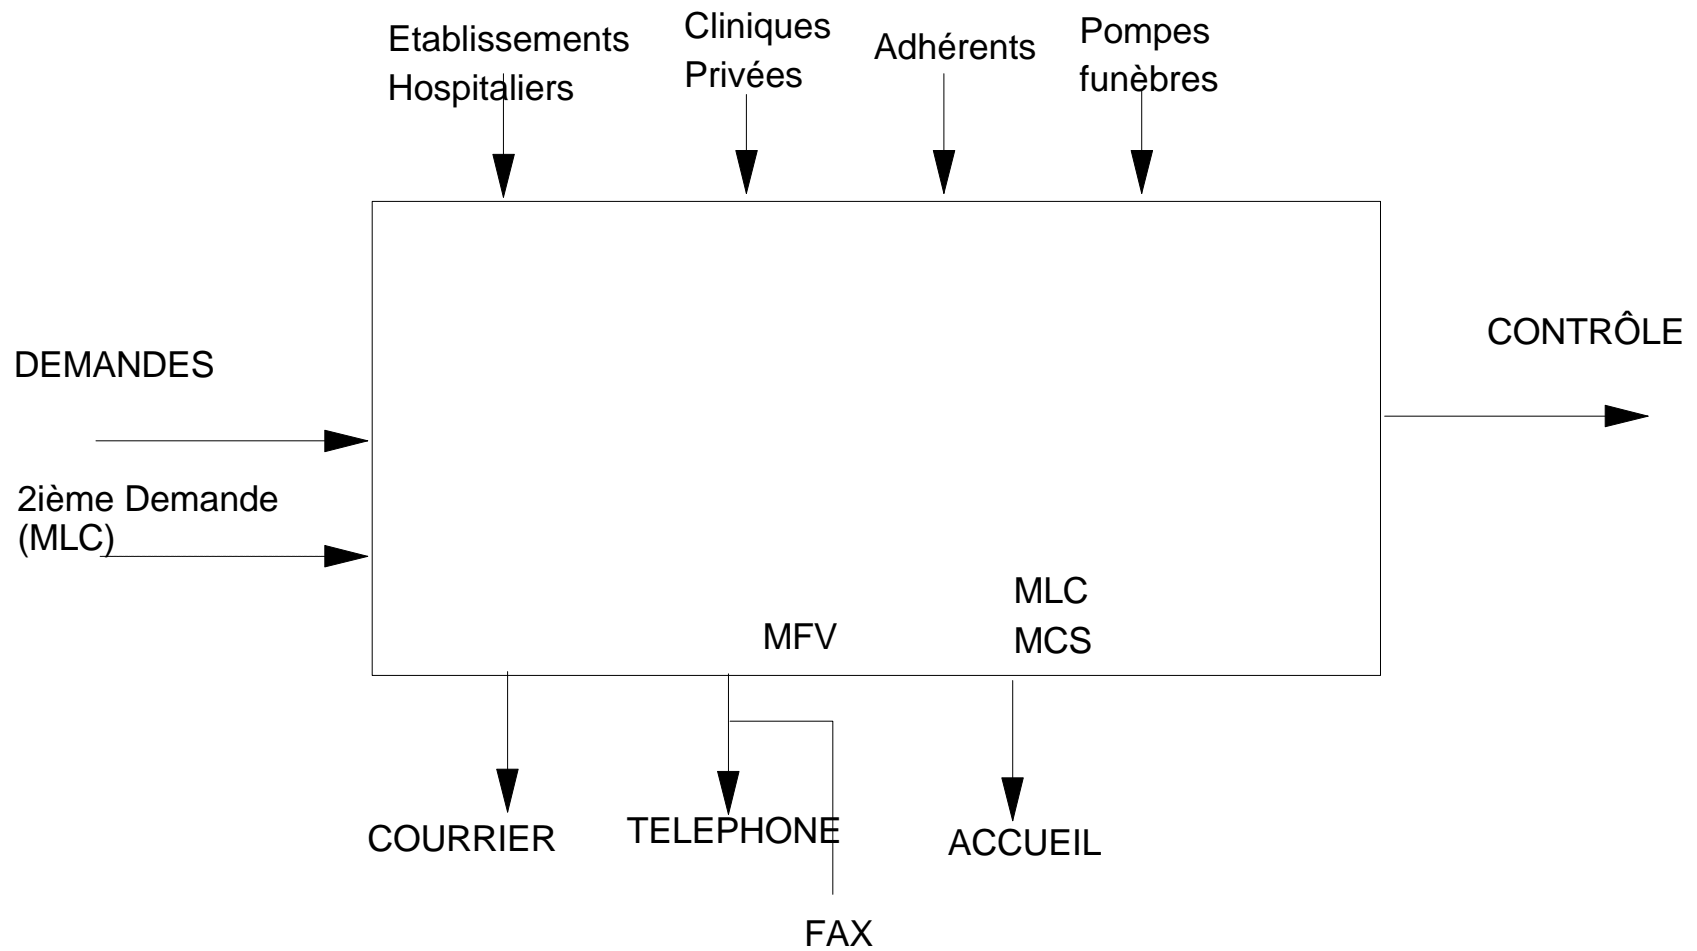 Etablissements
Hospitaliers
Cliniques
Privées
Adhérents
Pompes
funèbres
CONTRÔLE
DEMANDES
2ième Demande
(MLC)
MLC
MCS
MFV
COURRIER
TELEPHONE
ACCUEIL
FAX